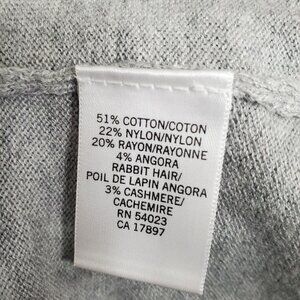 51% COTTON/COTON
22% NYLON/NYLON
20% RAYON/RAYONNE
4% ANGORA
RABBIT HAIR/
POIL DE LAPIN ANGORA
3% CASHMERE/
CACHEMIRE
RN 54023
CA 17897